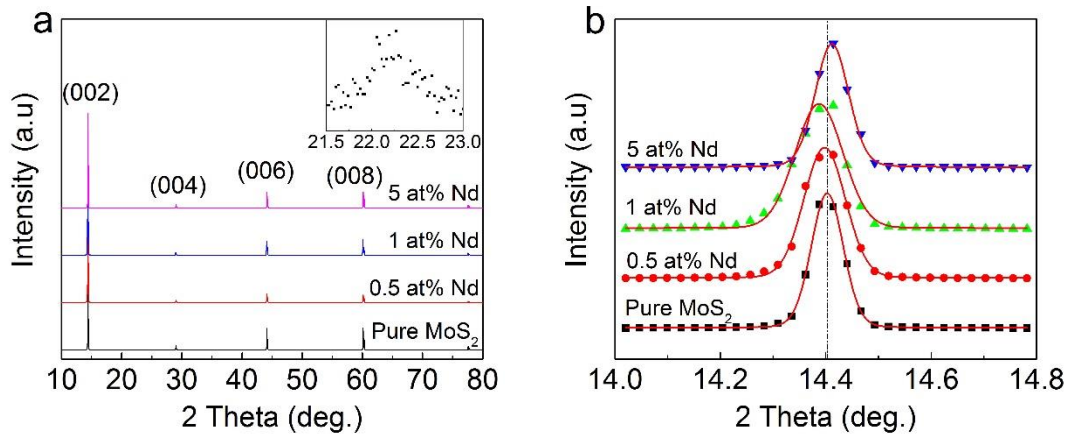 a
Intensity (a.u)
(002)
(004)
(006)
(008)
21.5 22.0 22.5 23.0
5 at% Nd
1 at% Nd
0.5 at% Nd
Pure MoS₂
10 20 30 40 50 60 70 80
2 Theta (deg.)
b
Intensity (a.u)
5 at% Nd
1 at% Nd
0.5 at% Nd
Pure MoS₂
14.0 14.2 14.4 14.6 14.8
2 Theta (deg.)